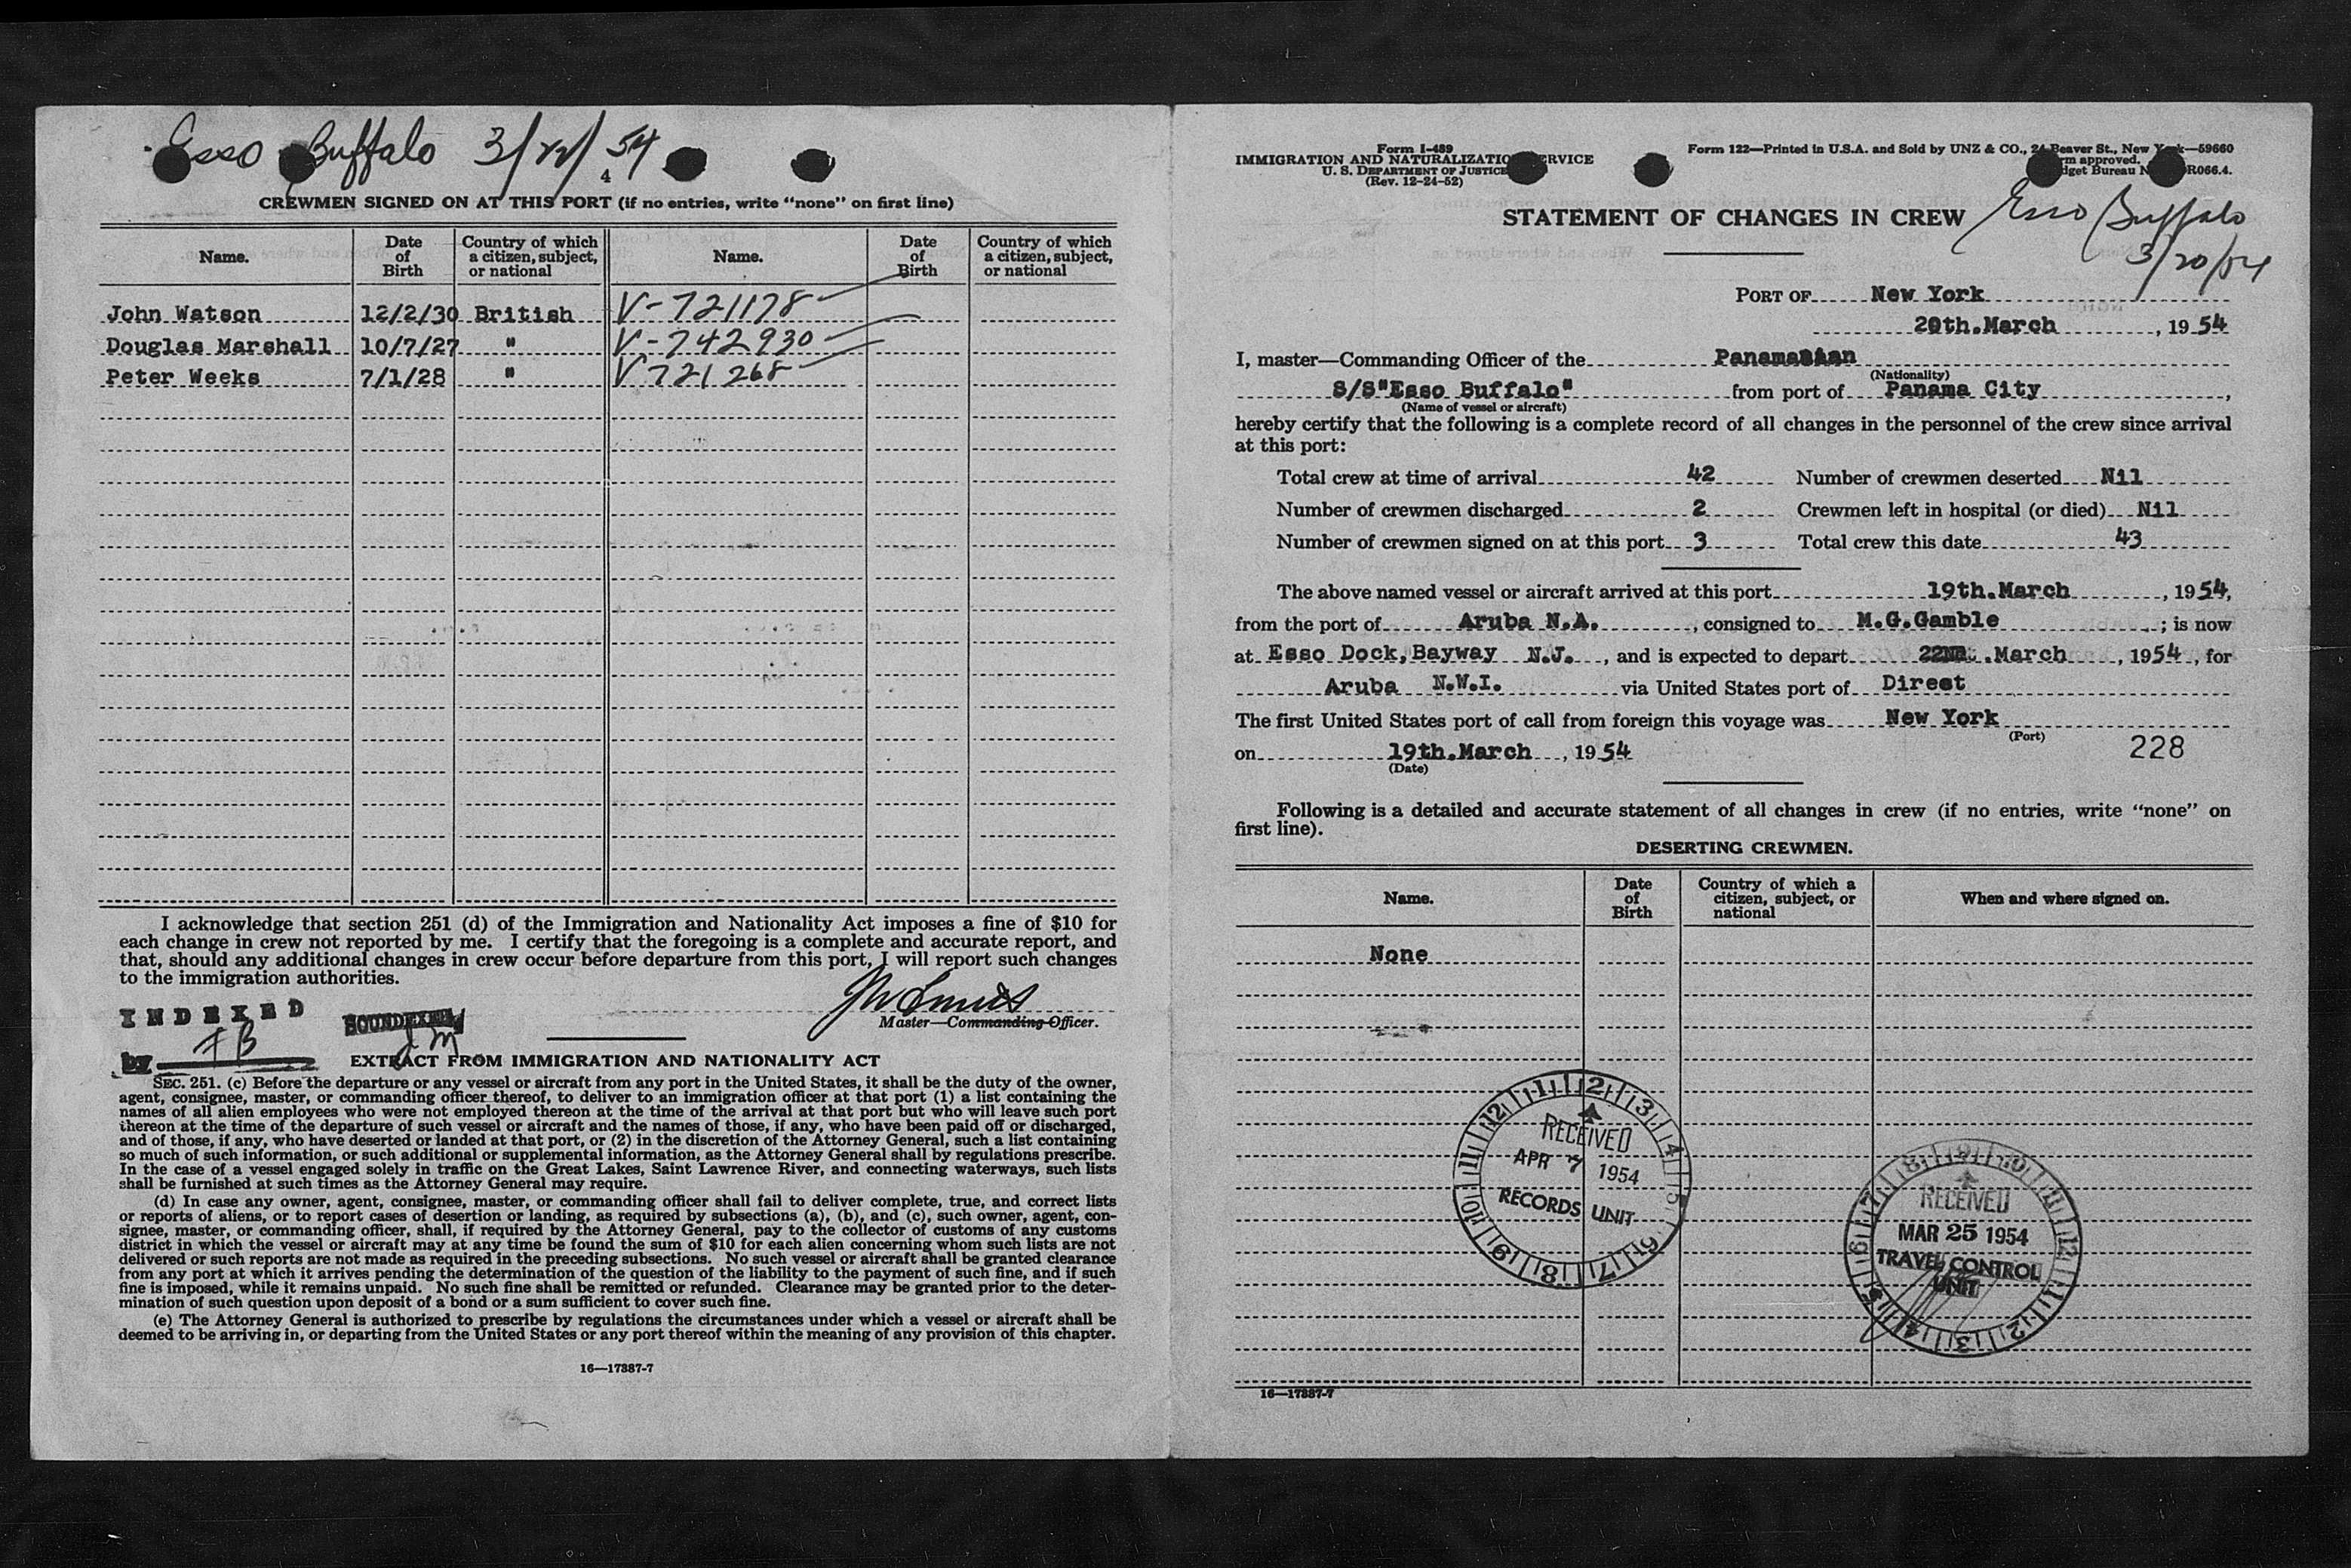 Esso Buffalo 3/22/54
4
CREWMEN SIGNED ON AT THIS PORT (if no entries, write "none" on first line)
Name. Date of Birth Country of which a citizen, subject, or national Name. Date of Birth Country of which a citizen, subject, or national
John Watson 12/2/30 British V-721178
Douglas Marshall 10/7/27 " V-742930
Peter Weeks 7/1/28 " V 721268
I acknowledge that section 251 (d) of the Immigration and Nationality Act imposes a fine of $10 for
each change in crew not reported by me. I certify that the foregoing is a complete and accurate report, and
that, should any additional changes in crew occur before departure from this port, I will report such changes
to the immigration authorities.
INDEXED
SOUNDEXED
Master—Commanding Officer.
by FB
JM
EXTRACT FROM IMMIGRATION AND NATIONALITY ACT
SEC. 251. (c) Before the departure or any vessel or aircraft from any port in the United States, it shall be the duty of the owner,
agent, consignee, master, or commanding officer thereof, to deliver to an immigration officer at that port (1) a list containing the
names of all alien employees who were not employed thereon at the time of the arrival at that port but who will leave such port
thereon at the time of the departure of such vessel or aircraft and the names of those, if any, who have been paid off or discharged,
and of those, if any, who have deserted or landed at that port, or (2) in the discretion of the Attorney General, such a list containing
so much of such information, or such additional or supplemental information, as the Attorney General shall by regulations prescribe.
In the case of a vessel engaged solely in traffic on the Great Lakes, Saint Lawrence River, and connecting waterways, such lists
shall be furnished at such times as the Attorney General may require.
(d) In case any owner, agent, consignee, master, or commanding officer shall fail to deliver complete, true, and correct lists
or reports of aliens, or to report cases of desertion or landing, as required by subsections (a), (b), and (c), such owner, agent, con-
signee, master, or commanding officer, shall, if required by the Attorney General, pay to the collector of customs of any customs
district in which the vessel or aircraft may at any time be found the sum of $10 for each alien concerning whom such lists are not
delivered or such reports are not made as required in the preceding subsections. No such vessel or aircraft shall be granted clearance
from any port at which it arrives pending the determination of the question of the liability to the payment of such fine, and if such
fine is imposed, while it remains unpaid. No such fine shall be remitted or refunded. Clearance may be granted prior to the deter-
mination of such question upon deposit of a bond or a sum sufficient to cover such fine.
(e) The Attorney General is authorized to prescribe by regulations the circumstances under which a vessel or aircraft shall be
deemed to be arriving in, or departing from the United States or any port thereof within the meaning of any provision of this chapter.
16—17887-7
Form I-489
IMMIGRATION AND NATURALIZATION SERVICE
U. S. DEPARTMENT OF JUSTICE
(Rev. 12-24-52)
Form 122—Printed in U.S.A. and Sold by UNZ & CO., 24 Beaver St., New York—59660
Form approved.
Budget Bureau No. R066.4.
STATEMENT OF CHANGES IN CREW Esso Buffalo
3/20/54
PORT OF New York
20th.March, 1954
I, master—Commanding Officer of the Panamanian
(Nationality)
S/S"Esso Buffalo" from port of Panama City,
(Name of vessel or aircraft)
hereby certify that the following is a complete record of all changes in the personnel of the crew since arrival
at this port:
Total crew at time of arrival 42 Number of crewmen deserted Nil
Number of crewmen discharged 2 Crewmen left in hospital (or died) Nil
Number of crewmen signed on at this port 3 Total crew this date 43
The above named vessel or aircraft arrived at this port 19th.March, 1954,
from the port of Aruba N.A., consigned to M.G.Gamble; is now
at Esso Dock,Bayway N.J., and is expected to depart 22Nd.March, 1954, for
Aruba N.W.I. via United States port of Direct
The first United States port of call from foreign this voyage was New York
(Port)
on 19th.March, 1954
(Date)
228
Following is a detailed and accurate statement of all changes in crew (if no entries, write "none" on
first line).
DESERTING CREWMEN.
Name. Date of Birth Country of which a citizen, subject, or national When and where signed on.
None
RECEIVED
APR 7 1954
RECORDS UNIT
1 2 3 4 5 6 7 8 9 10 11 12
RECEIVED
MAR 25 1954
TRAVEL CONTROL
UNIT
8 9 10 11 12 1 2 3 4 5 6 7
16—17887-7